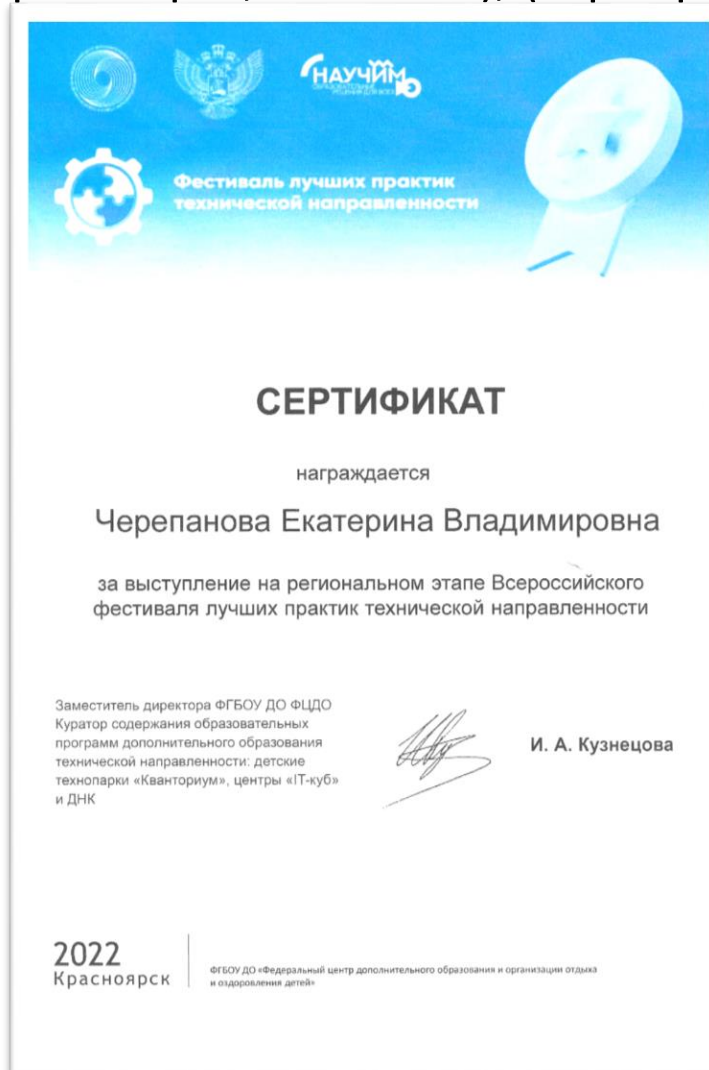 НАУЧИМ
Фестиваль лучших практик
технической направленности
СЕРТИФИКАТ
награждается
Черепанова Екатерина Владимировна
за выступление на региональном этапе Всероссийского
фестиваля лучших практик технической направленности
Заместитель директора ФГБОУ ДО ФЦДО
Куратор содержания образовательных
программ дополнительного образования
технической направленности: детские
технопарки «Кванториум», центры «IT-куб»
и ДНК
И. А. Кузнецова
2022
Красноярск
ФГБОУ ДО «Федеральный центр дополнительного образования и организации отдыха
и оздоровления детей»